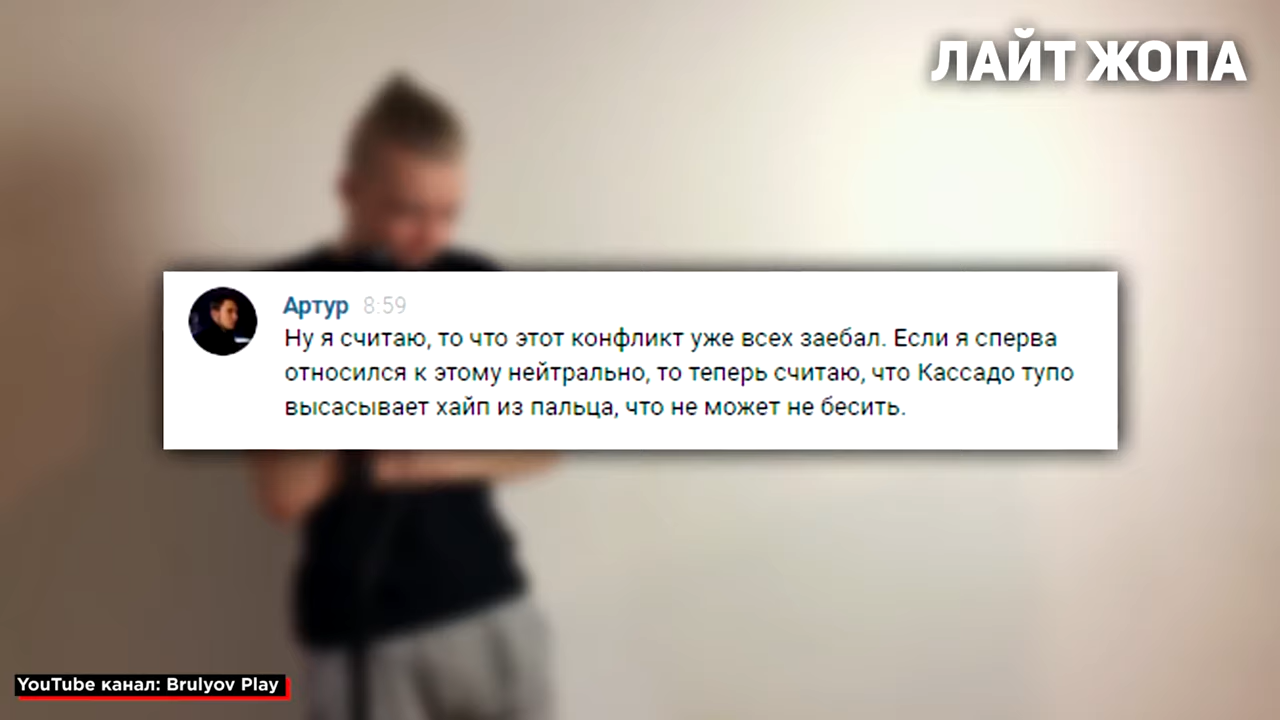 ЛАЙТ ЖОПА
Артур 8:59
Ну я считаю, то что этот конфликт уже всех заебал. Если я сперва
относился к этому нейтрально, то теперь считаю, что Кассадо тупо
высасывает хайп из пальца, что не может не бесить.
YouTube канал: Brulyov Play